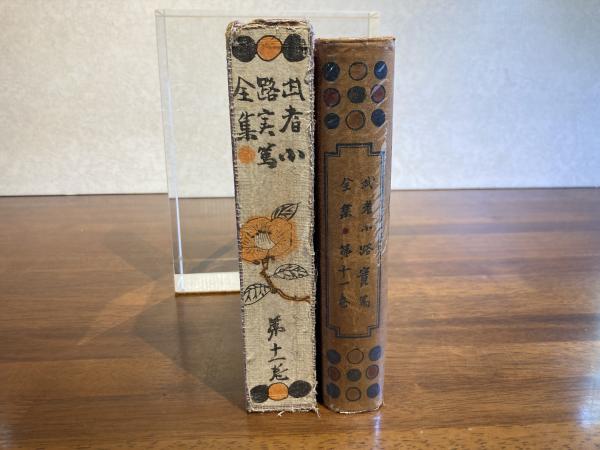 武者小
路実篤
全集
第十一巻
武者小路實篤
全集 第十一卷